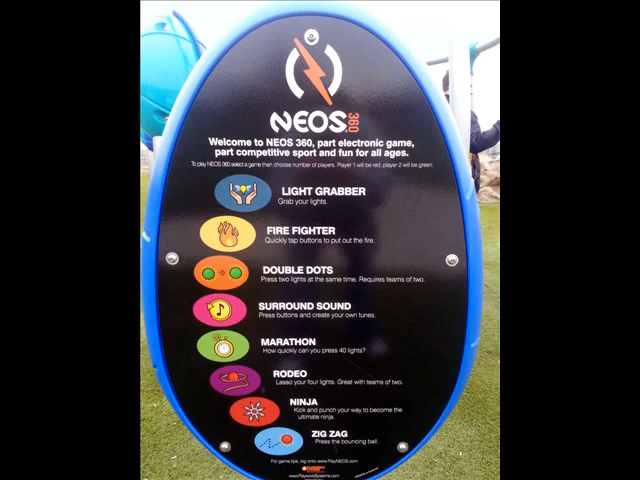 NEOS 360
Welcome to NEOS 360, part electronic game,
part competitive sport and fun for all ages.
To play NEOS 360 select a game then choose number of players. Player 1 will be red, player 2 will be green.
LIGHT GRABBER
Grab your lights.
FIRE FIGHTER
Quickly tap buttons to put out the fire.
DOUBLE DOTS
Press two lights at the same time. Requires teams of two.
SURROUND SOUND
Press buttons and create your own tunes.
MARATHON
How quickly can you press 40 lights?
RODEO
Lasso your four lights. Great with teams of two.
NINJA
Kick and punch your way to become the
ultimate ninja.
ZIG ZAG
Press the bouncing ball.
For game tips, log onto www.PlayNEOS.com
www.PlayworldSystems.com